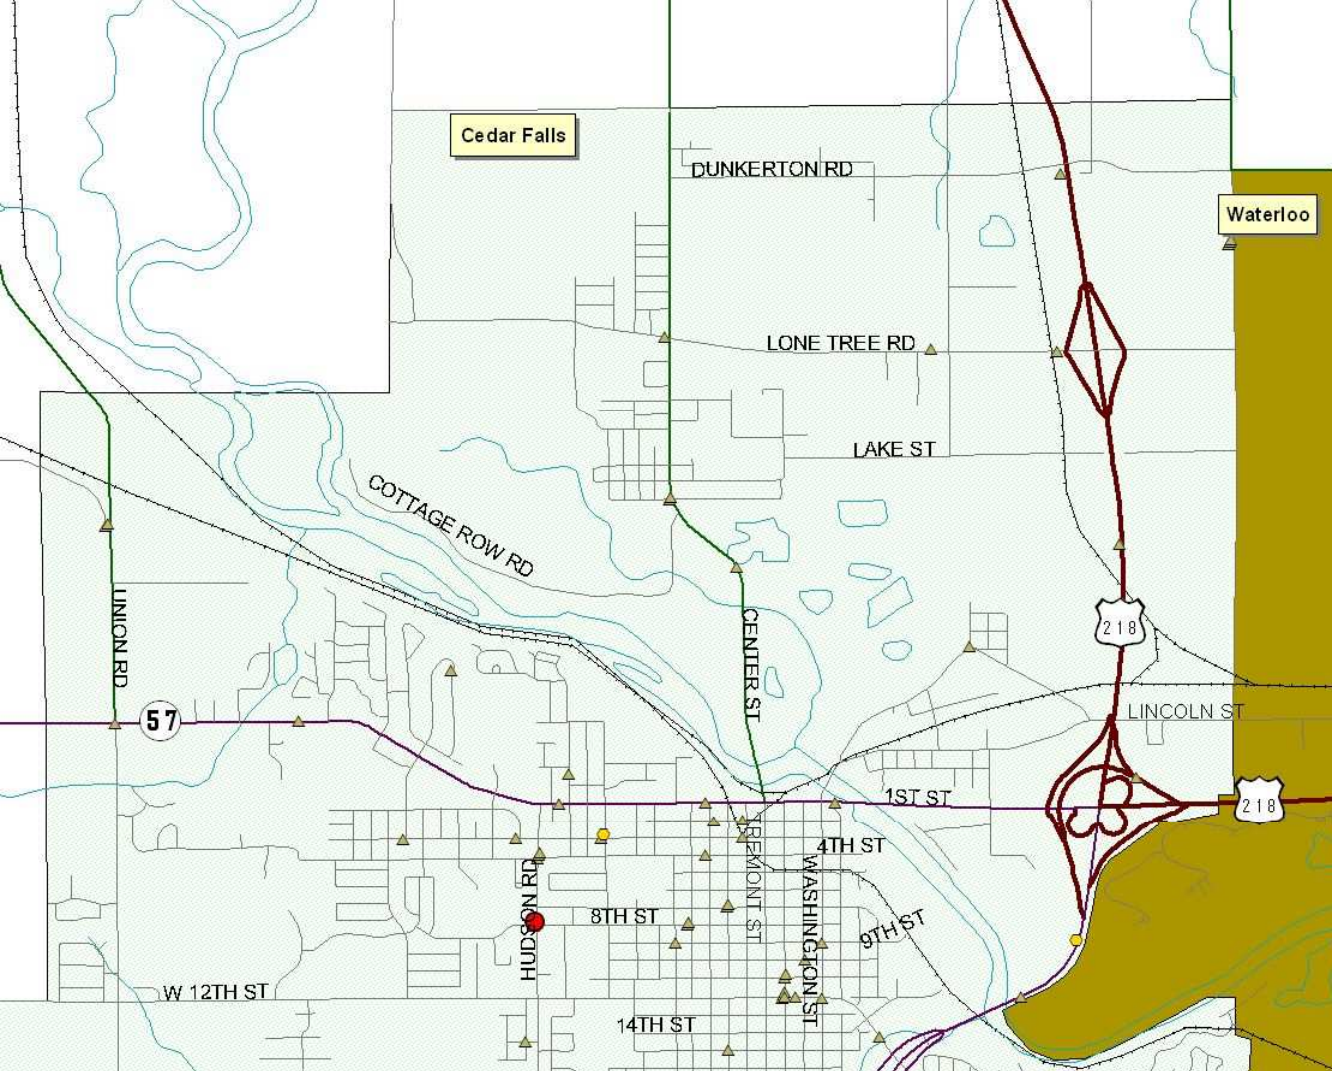 Cedar Falls
DUNKERTON RD
Waterloo
LONE TREE RD
LAKE ST
COTTAGE ROW RD
UNION RD
CENTER ST
218
57
LINCOLN ST
1ST ST
218
4TH ST
TREMONT ST
WASHINGTON ST
HUDSON RD
8TH ST
9TH ST
W 12TH ST
14TH ST